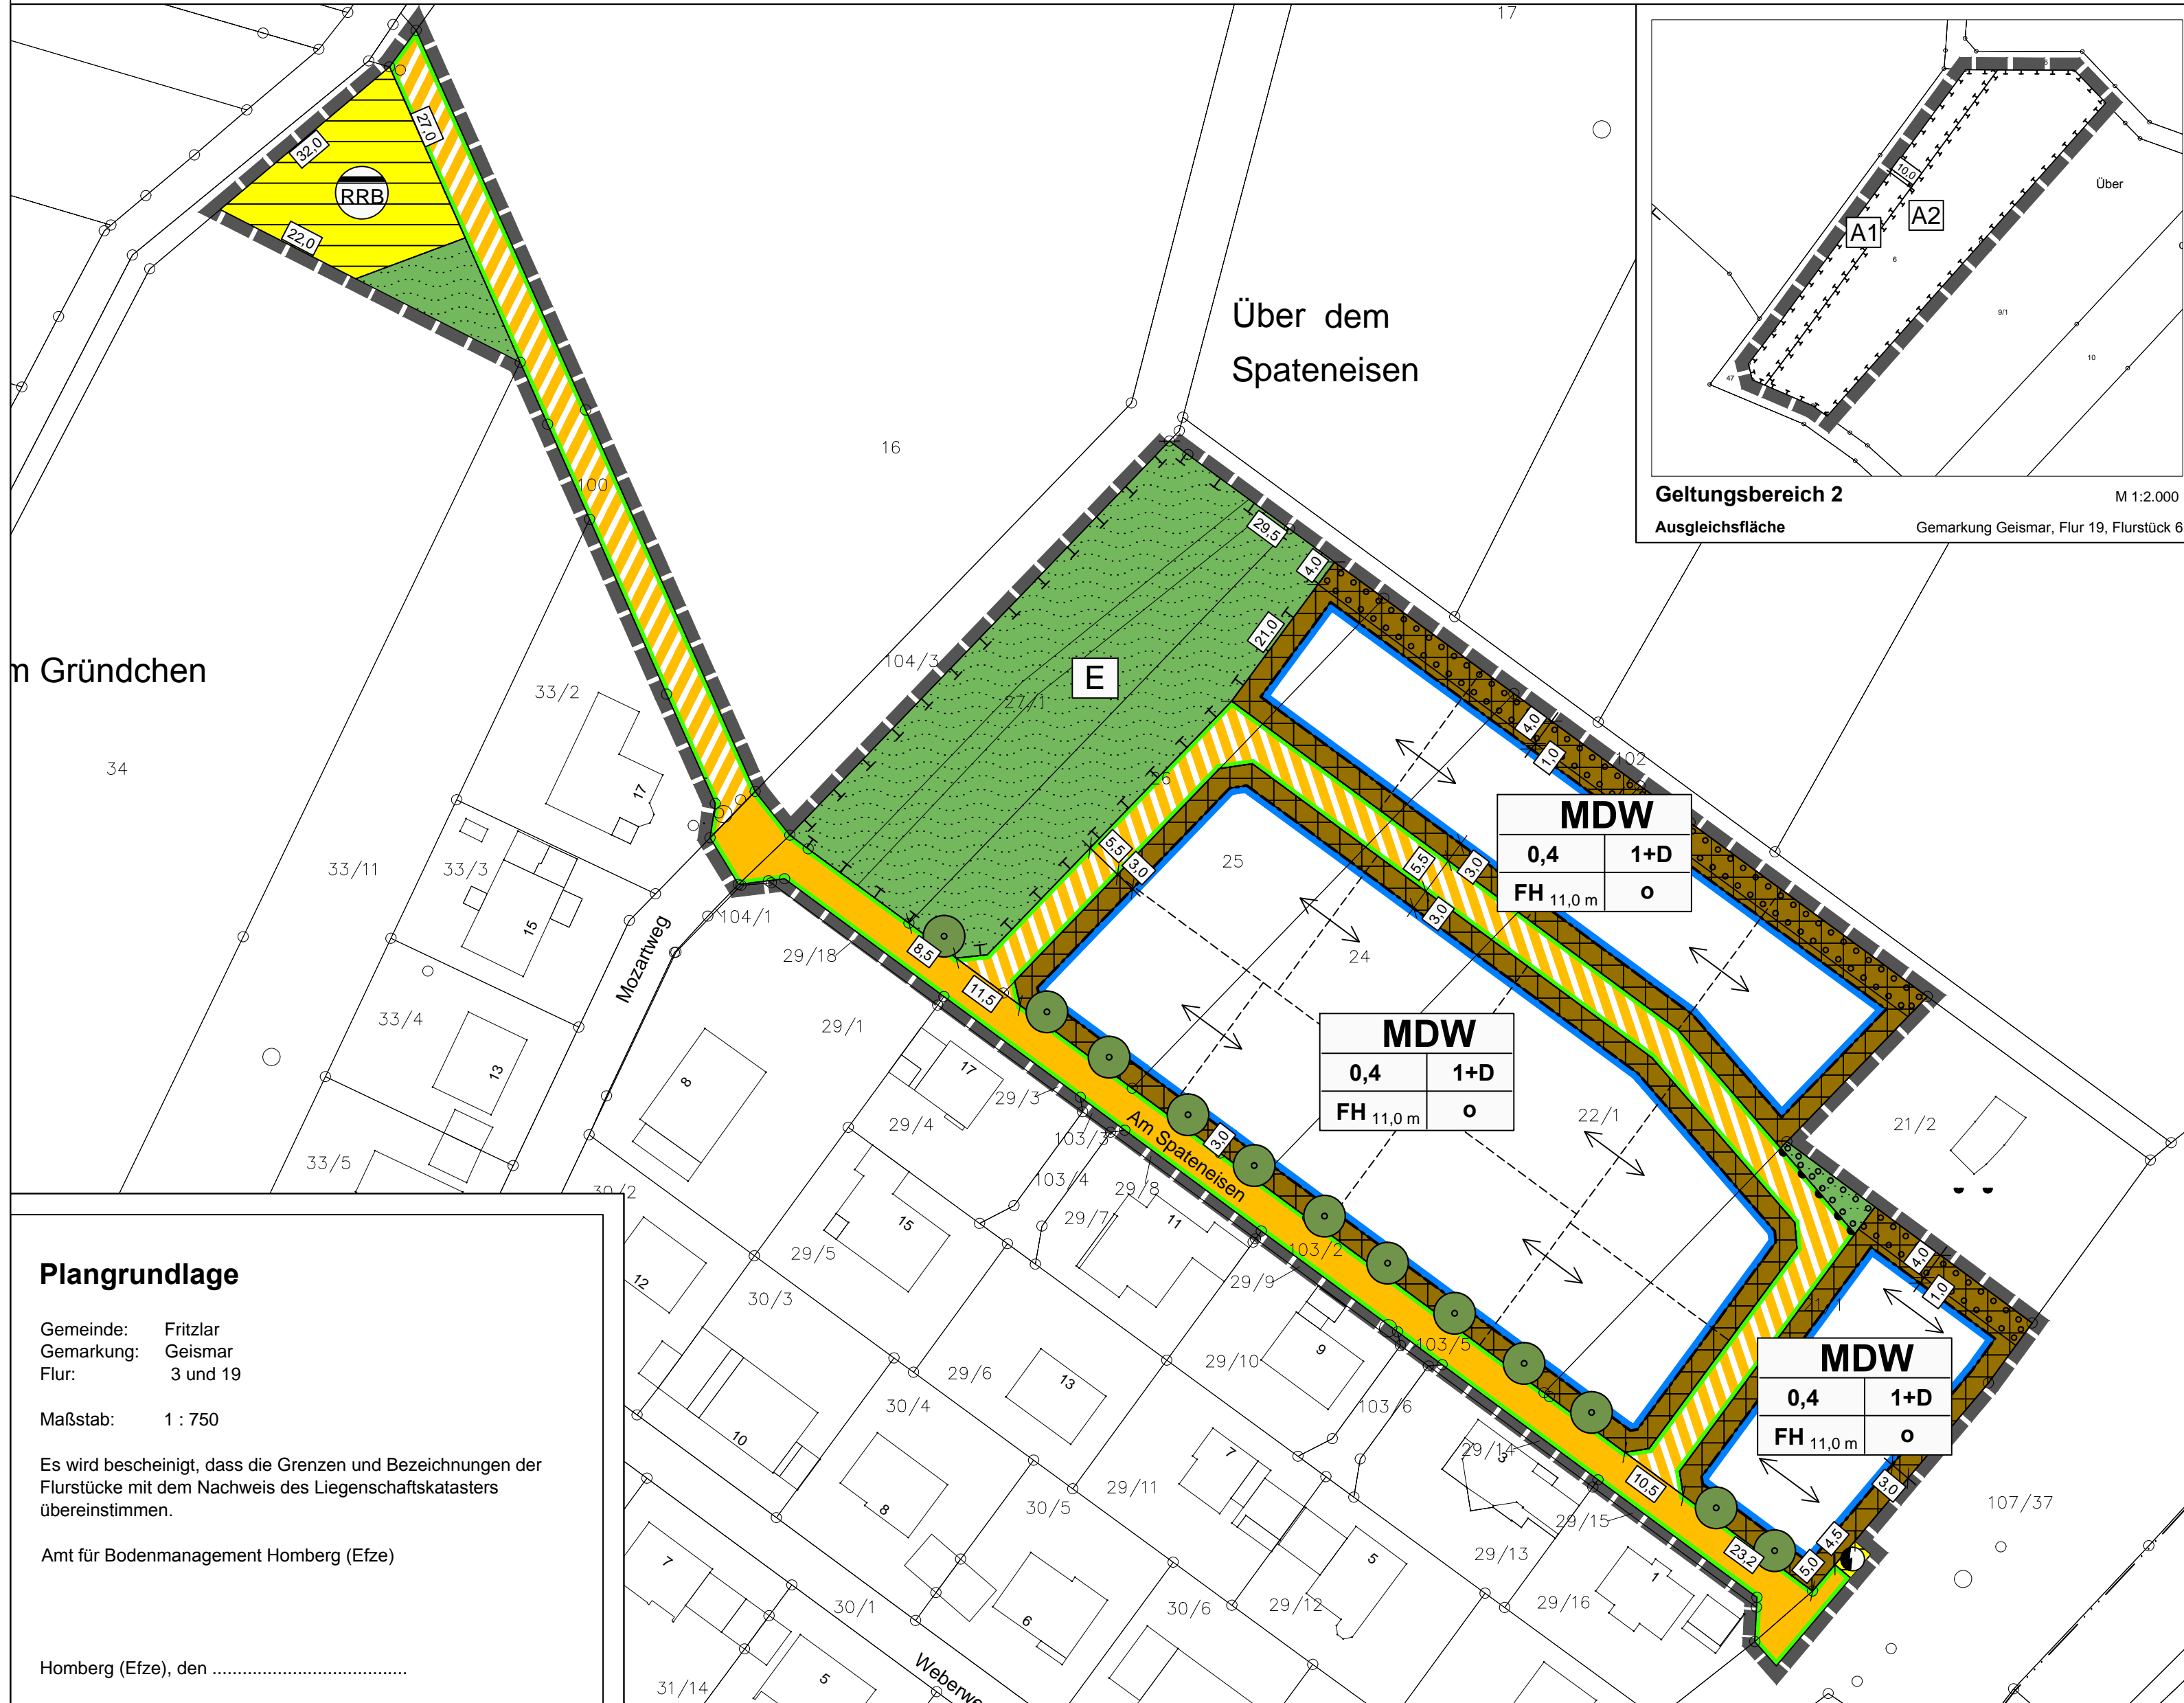 17
32,0
27,0
RRB
22,0
100
Über dem
Spateneisen
16
10,0
A1
A2
Über
6
6
9/1
10
47
Geltungsbereich 2
M 1:2.000
Ausgleichsfläche
Gemarkung Geismar, Flur 19, Flurstück 6
29,5
4,0
21,0
E
27/1
104/3
m Gründchen
34
33/2
17
33/11
33/3
15
33/4
13
33/5
Mozartweg
104/1
29/18
26
5,5
3,0
25
24
22/1
4,0
1,0
102
5,5
3,0
3,0
MDW
0,4
1+D
FH 11,0 m
o
MDW
0,4
1+D
FH 11,0 m
o
MDW
0,4
1+D
FH 11,0 m
o
21/2
4,0
1,0
3,0
4,5
5,0
23,2
10,5
107/37
8,5
11,5
3,0
Am Spateneisen
29/1
8
17
29/3
29/4
103/3
103/4
29/8
29/7
11
15
29/5
30/2
12
30/3
103/2
29/9
103/5
29/10
9
29/6
13
30/4
103/6
10
8
30/5
29/11
7
29/14
3
29/15
29/13
5
29/12
29/16
1
7
30/1
6
30/6
5
31/14
Weberwe
Plangrundlage
Gemeinde: Fritzlar
Gemarkung: Geismar
Flur: 3 und 19
Maßstab: 1 : 750
Es wird bescheinigt, dass die Grenzen und Bezeichnungen der
Flurstücke mit dem Nachweis des Liegenschaftskatasters
übereinstimmen.
Amt für Bodenmanagement Homberg (Efze)
Homberg (Efze), den .......................................